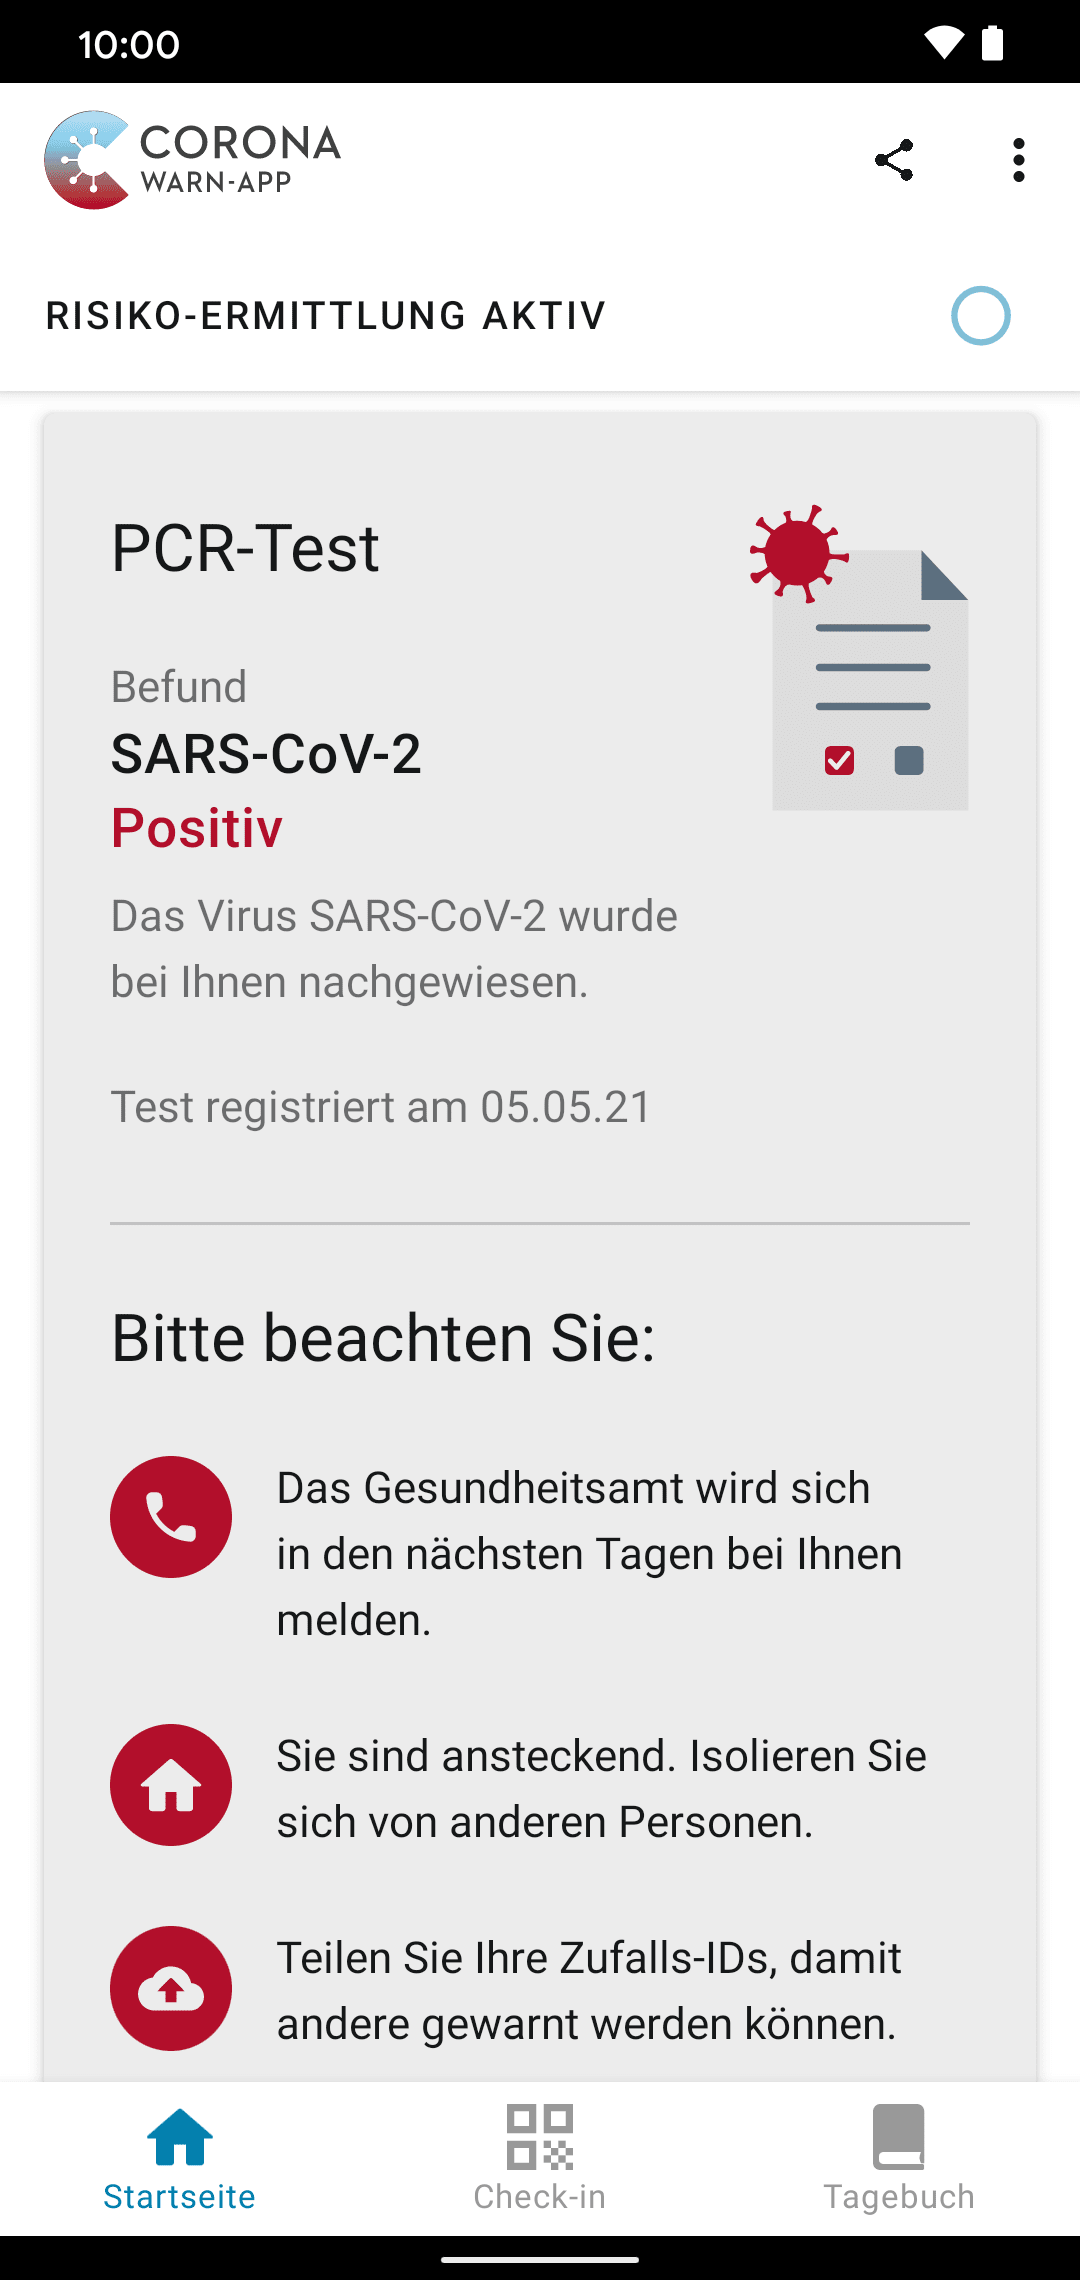 10:00
CORONA
WARN-APP
RISIKO-ERMITTLUNG AKTIV
PCR-Test
Befund
SARS-CoV-2
Positiv
Das Virus SARS-CoV-2 wurde
bei Ihnen nachgewiesen.
Test registriert am 05.05.21
Bitte beachten Sie:
Das Gesundheitsamt wird sich
in den nächsten Tagen bei Ihnen
melden.
Sie sind ansteckend. Isolieren Sie
sich von anderen Personen.
Teilen Sie Ihre Zufalls-IDs, damit
andere gewarnt werden können.
Startseite
Check-in
Tagebuch